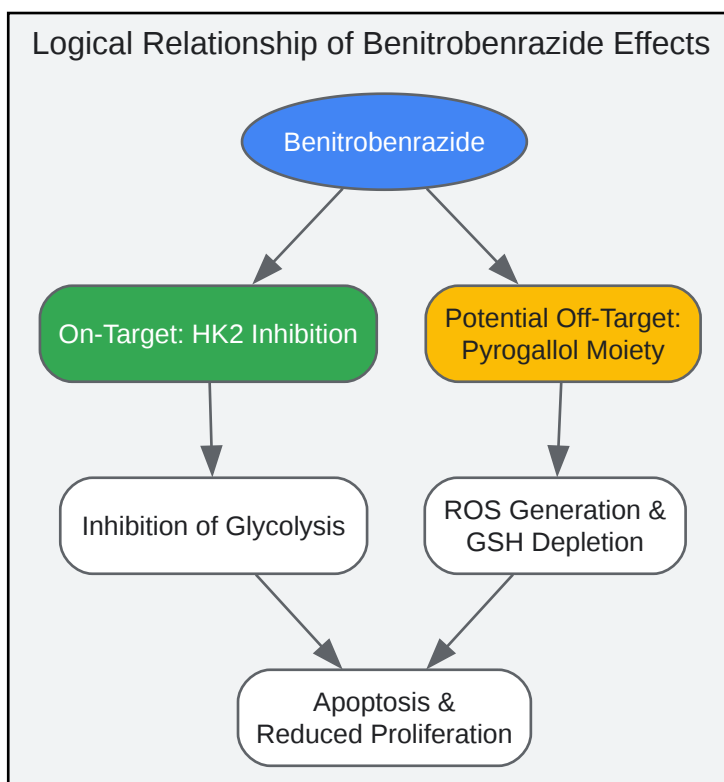 Logical Relationship of Benitrobenrazide Effects
Benitrobenrazide
On-Target: HK2 Inhibition
Potential Off-Target:
Pyrogallol Moiety
Inhibition of Glycolysis
ROS Generation &
GSH Depletion
Apoptosis &
Reduced Proliferation